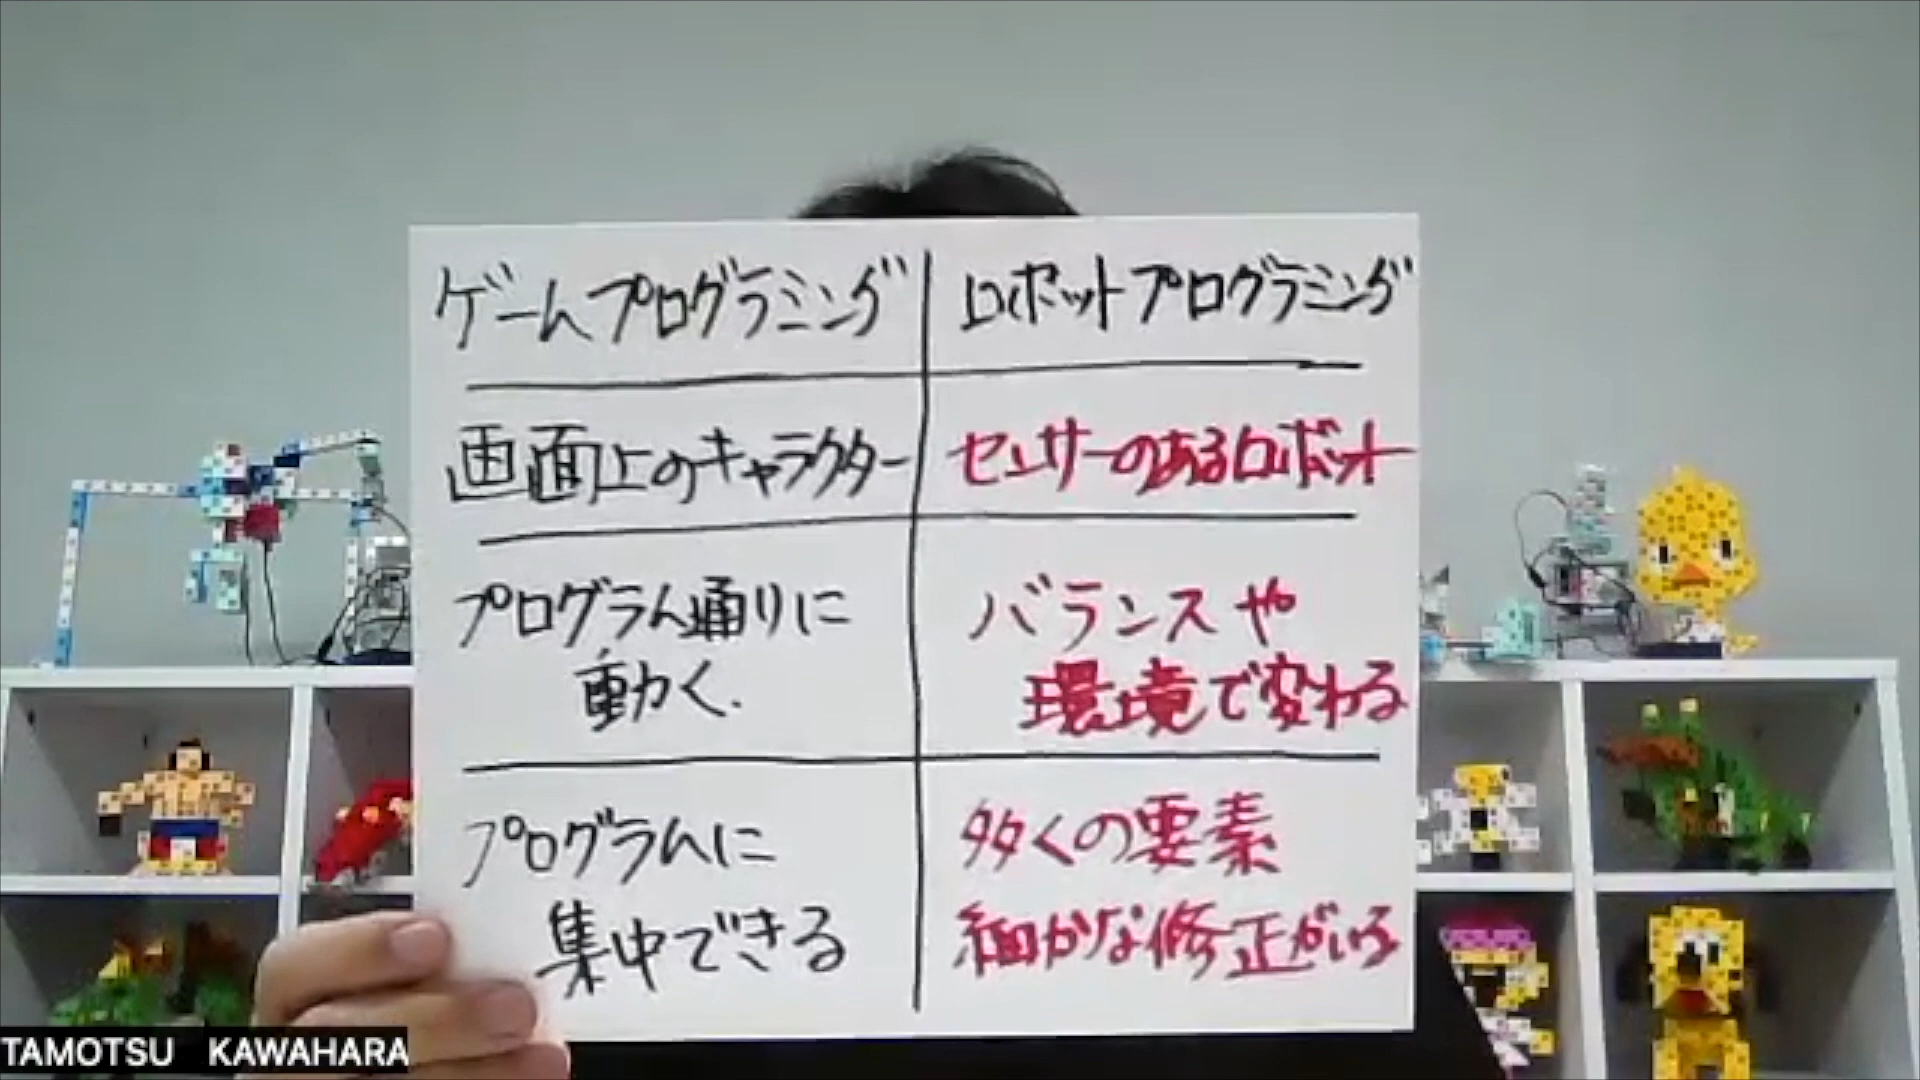 ゲームプログラミング
ロボットプログラミング
画面上のキャラクター
センサーのあるロボット
プログラム通りに
動く.
バランスや
環境で変わる
プログラムに
集中できる
多くの要素
細かな修正がいる
TAMOTSU KAWAHARA